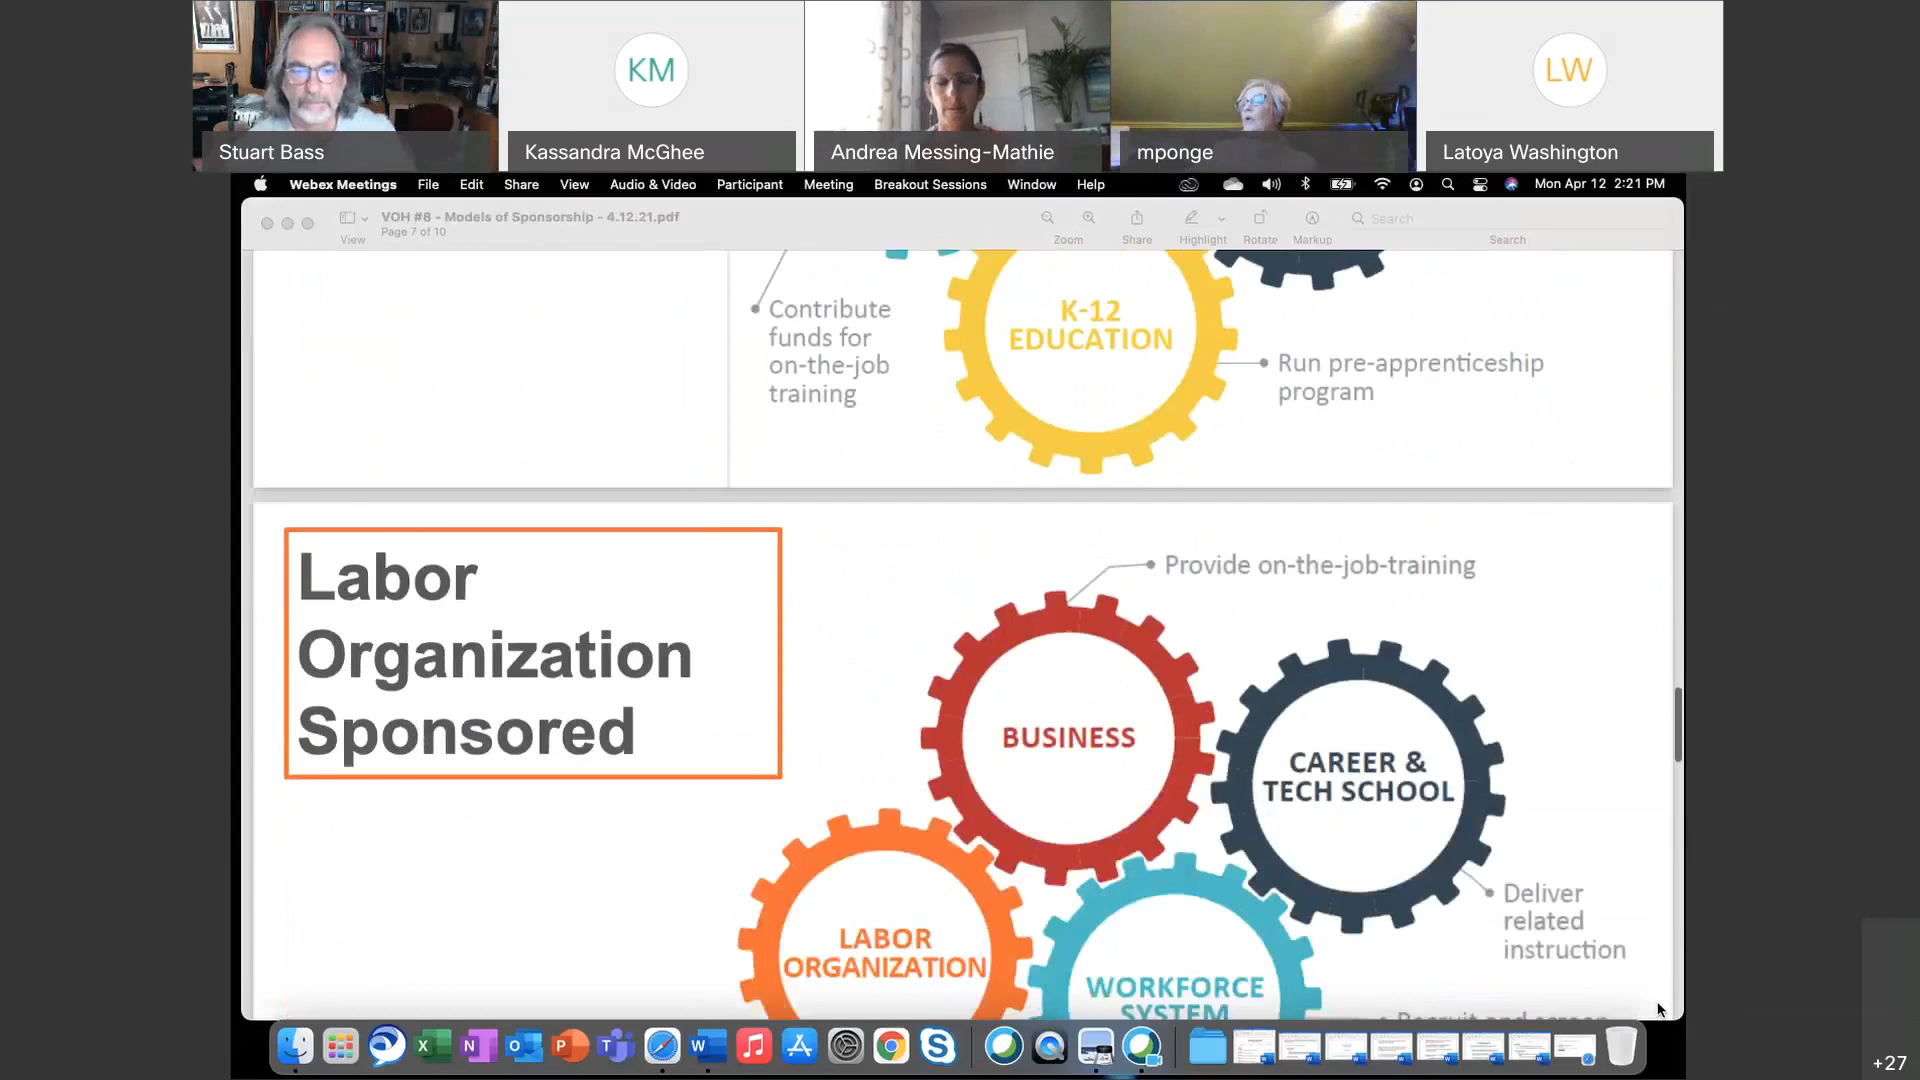 KM
LW
Stuart Bass
Kassandra McGhee
Andrea Messing-Mathie
mponge
Latoya Washington
Webex Meetings File Edit Share View Audio & Video Participant Meeting Breakout Sessions Window Help
Mon Apr 12 2:21 PM
VOH #8 - Models of Sponsorship - 4.12.21.pdf
Page 7 of 10
Search
View
Zoom
Share
Highlight
Rotate
Markup
Search
Contribute
funds for
on-the-job
training
K-12
EDUCATION
Run pre-apprenticeship
program
Labor
Organization
Sponsored
Provide on-the-job-training
BUSINESS
CAREER &
TECH SCHOOL
Deliver
related
instruction
LABOR
ORGANIZATION
WORKFORCE
SYSTEM
Recruit and screen
+27